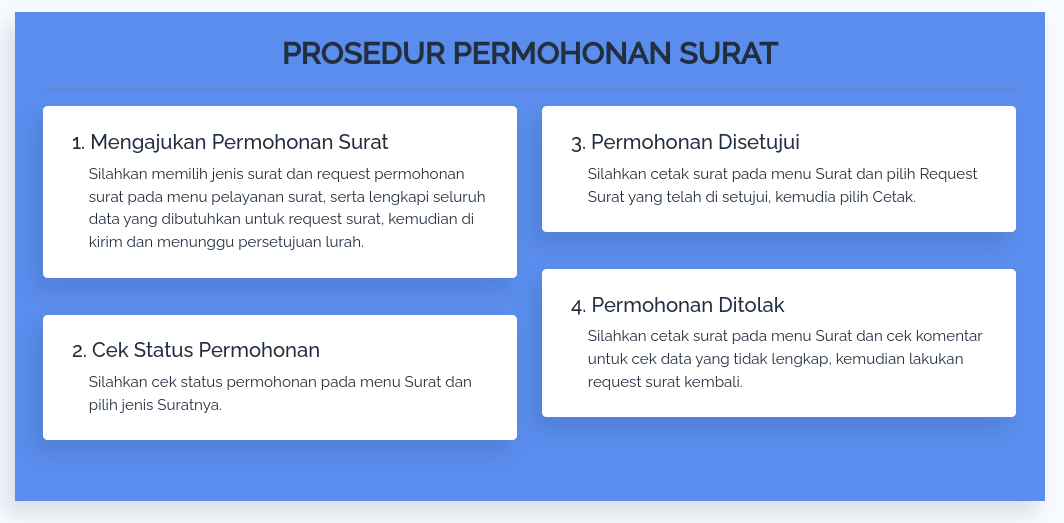 PROSEDUR PERMOHONAN SURAT
1. Mengajukan Permohonan Surat
Silahkan memilih jenis surat dan request permohonan
surat pada menu pelayanan surat, serta lengkapi seluruh
data yang dibutuhkan untuk request surat, kemudian di
kirim dan menunggu persetujuan lurah.
2. Cek Status Permohonan
Silahkan cek status permohonan pada menu Surat dan
pilih jenis Suratnya.
3. Permohonan Disetujui
Silahkan cetak surat pada menu Surat dan pilih Request
Surat yang telah di setujui, kemudia pilih Cetak.
4. Permohonan Ditolak
Silahkan cetak surat pada menu Surat dan cek komentar
untuk cek data yang tidak lengkap, kemudian lakukan
request surat kembali.